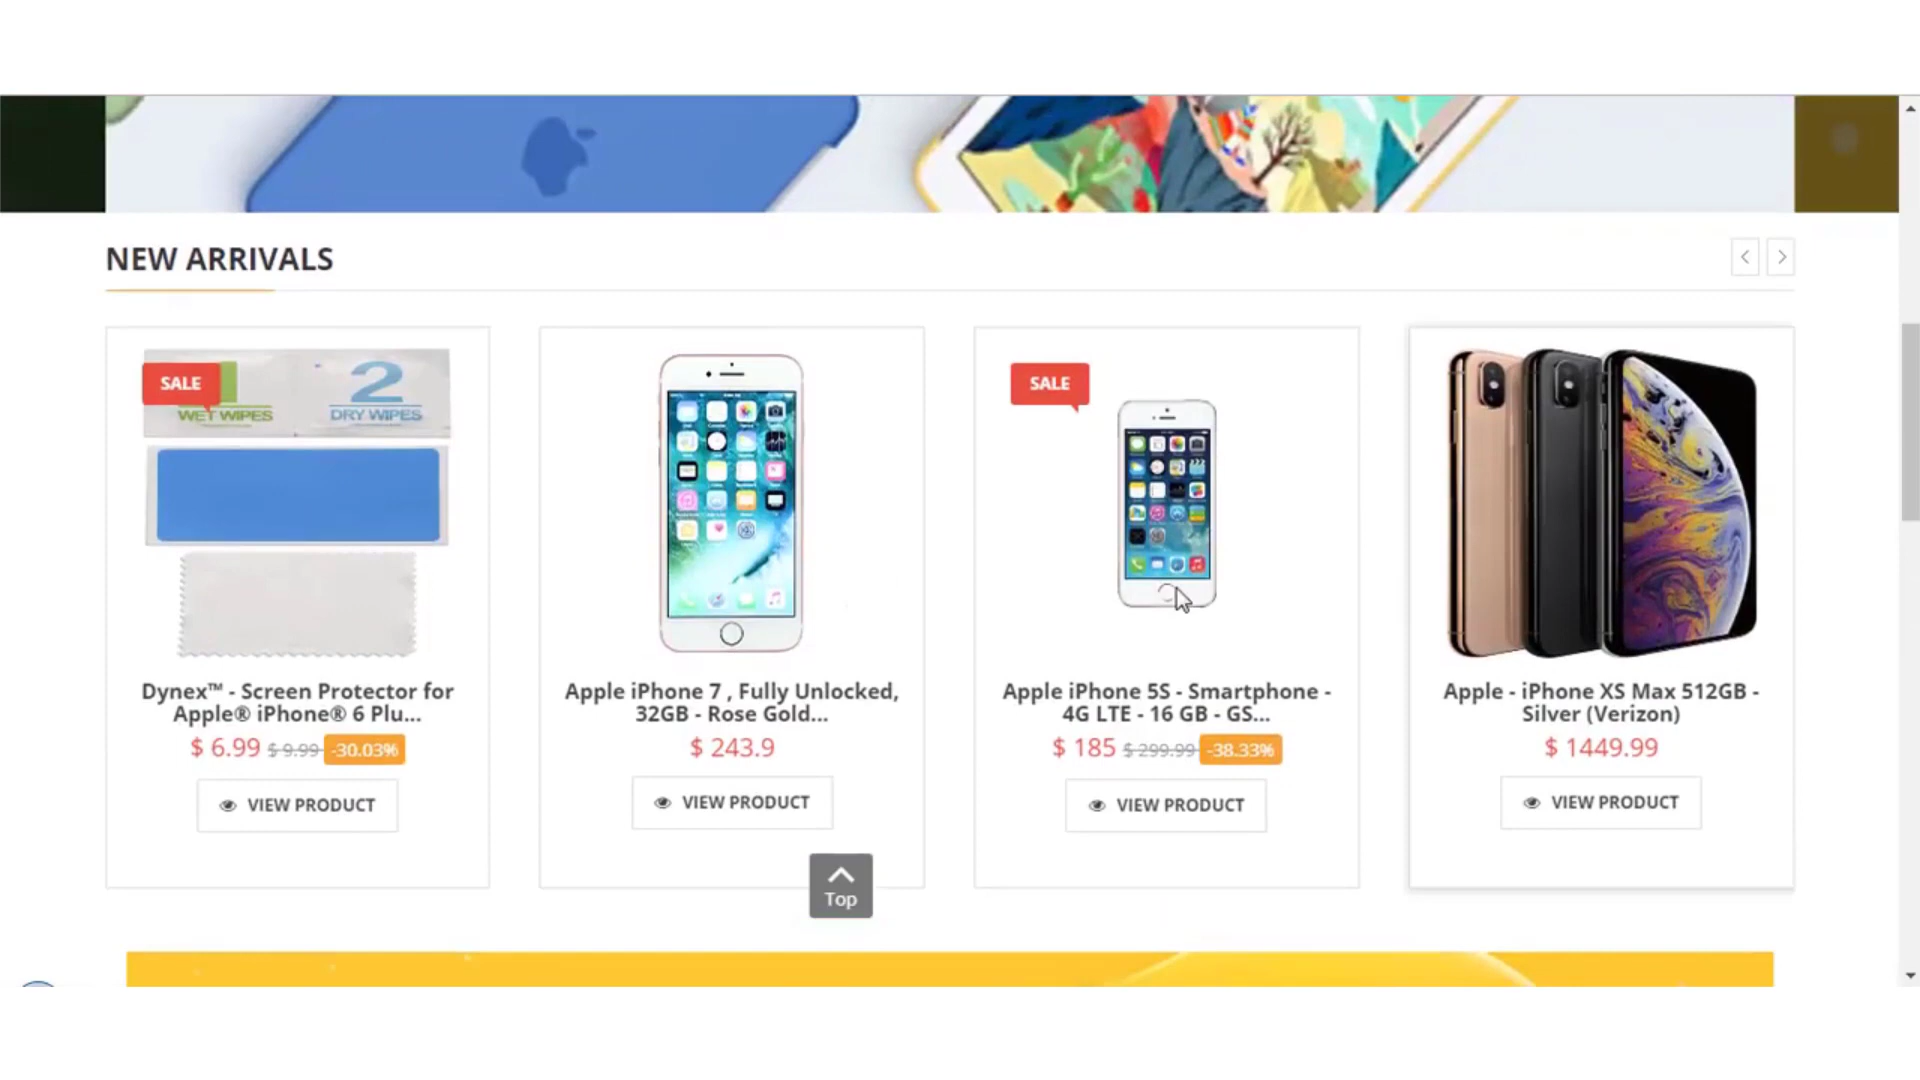 NEW ARRIVALS
SALE
WET WIPES
2
DRY WIPES
SALE
Dynex™ - Screen Protector for
Apple® iPhone® 6 Plu...
$ 6.99 $ 9.99 -30.03%
VIEW PRODUCT
Apple iPhone 7 , Fully Unlocked,
32GB - Rose Gold...
$ 243.9
VIEW PRODUCT
Apple iPhone 5S - Smartphone -
4G LTE - 16 GB - GS...
$ 185 $ 299.99 -38.33%
VIEW PRODUCT
Apple - iPhone XS Max 512GB -
Silver (Verizon)
$ 1449.99
VIEW PRODUCT
Top